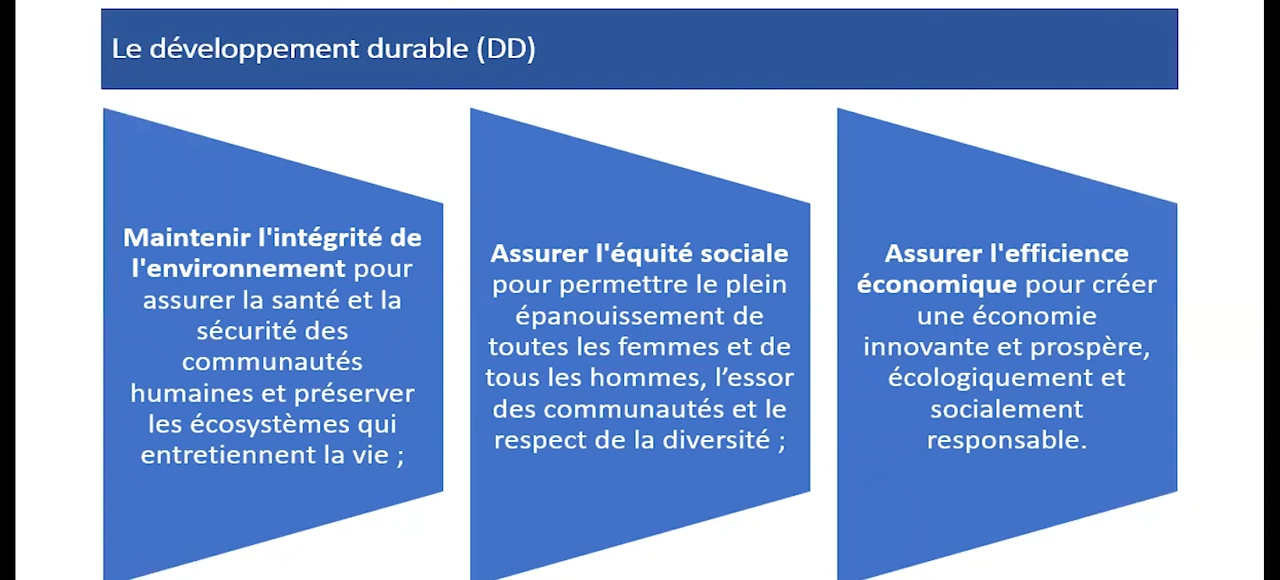 Le développement durable (DD)
Maintenir l'intégrité de
l'environnement pour
assurer la santé et la
sécurité des
communautés
humaines et préserver
les écosystèmes qui
entretiennent la vie ;
Assurer l'équité sociale
pour permettre le plein
épanouissement de
toutes les femmes et de
tous les hommes, l’essor
des communautés et le
respect de la diversité ;
Assurer l'efficience
économique pour créer
une économie
innovante et prospère,
écologiquement et
socialement
responsable.